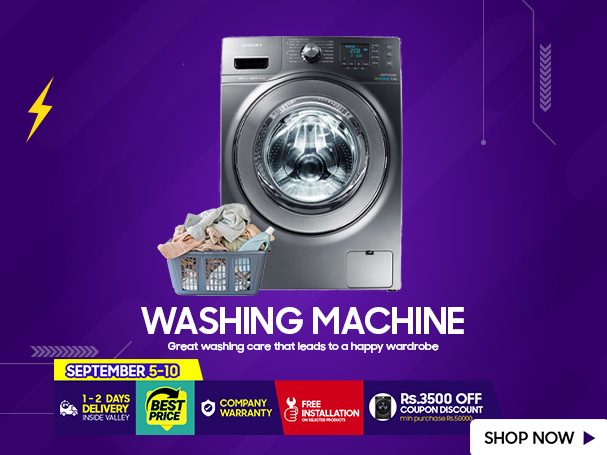 SAMSUNG
WASHING MACHINE
Great washing care that leads to a happy wardrobe
SEPTEMBER 5-10
1 - 2 DAYS
DELIVERY
INSIDE VALLEY
BEST
PRICE
COMPANY
WARRANTY
FREE
INSTALLATION
ON SELECTED PRODUCTS
Rs.3500 OFF
COUPON DISCOUNT
min purchase Rs.50000
SHOP NOW